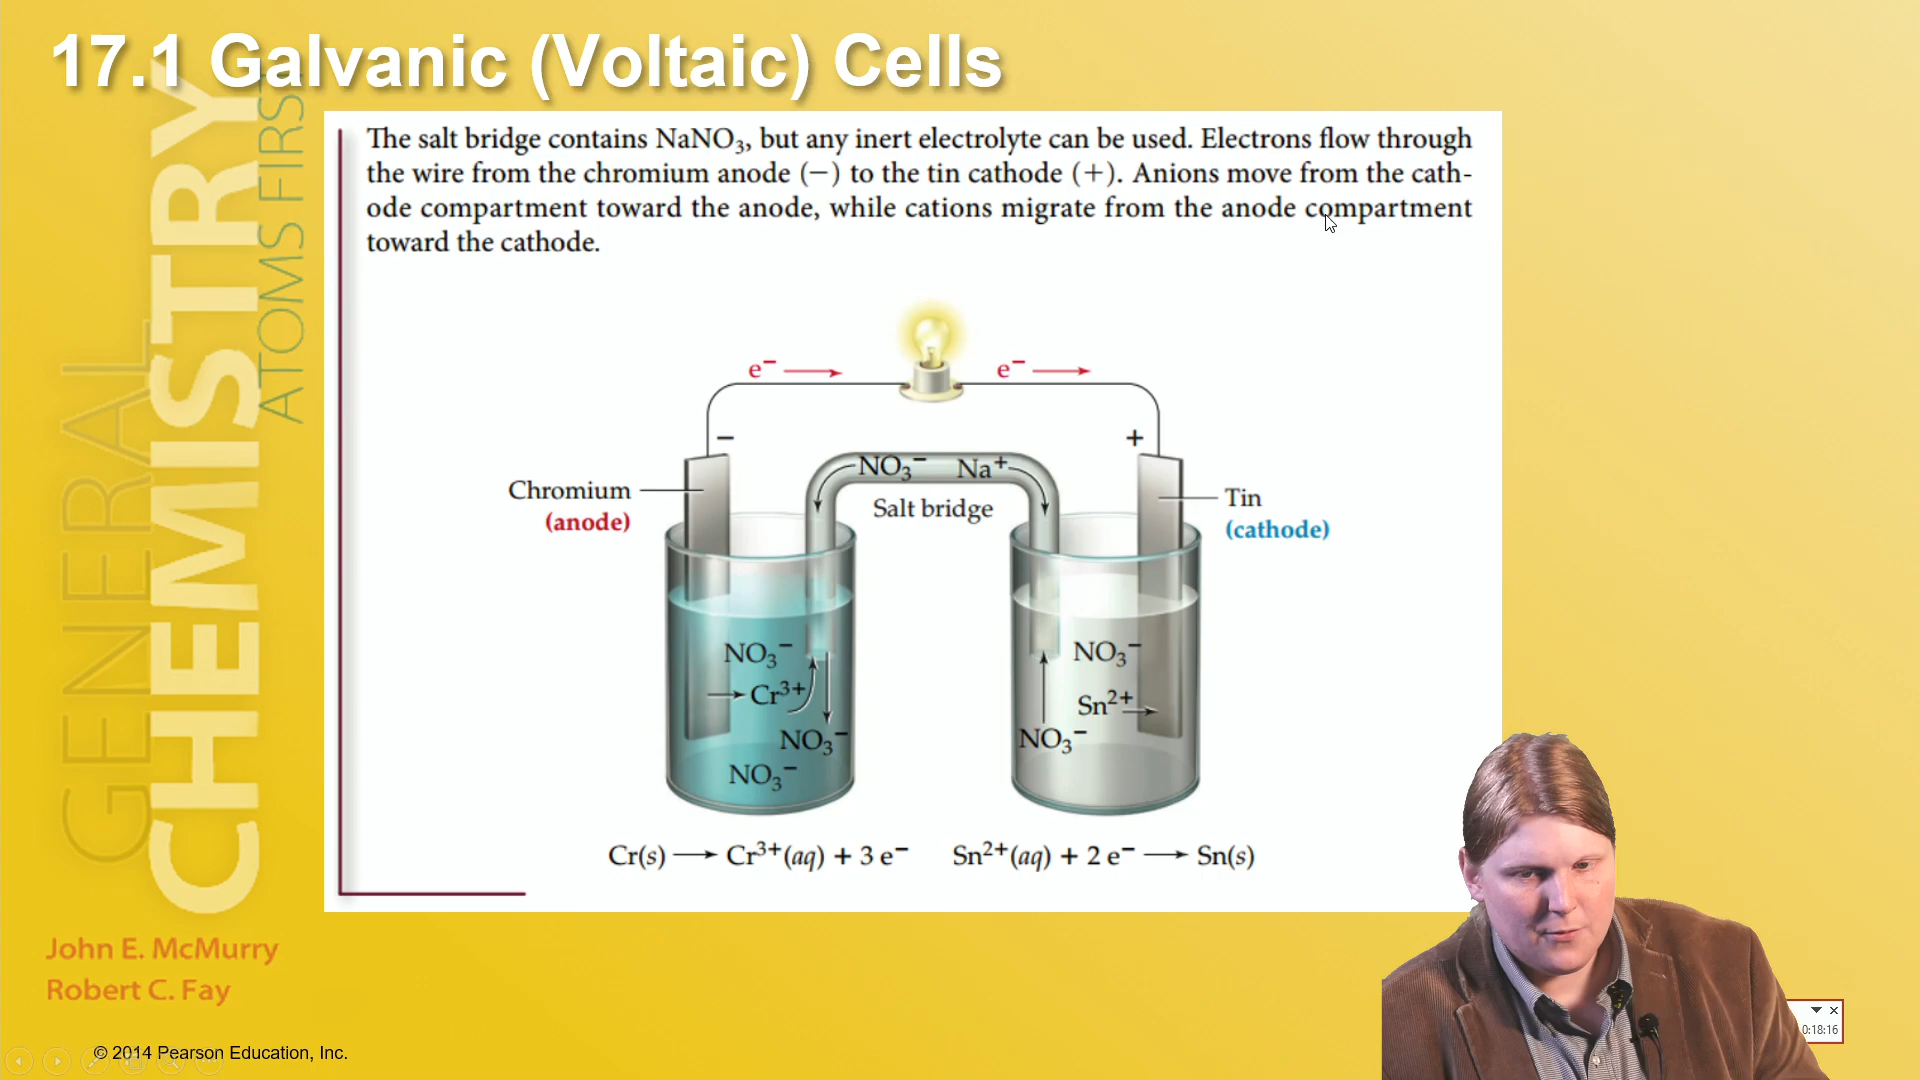 17.1 Galvanic (Voltaic) Cells
GENERAL
CHEMISTRY
ATOMS FIRST
The salt bridge contains NaNO₃, but any inert electrolyte can be used. Electrons flow through
the wire from the chromium anode (−) to the tin cathode (+). Anions move from the cath-
ode compartment toward the anode, while cations migrate from the anode compartment
toward the cathode.
e⁻ e⁻
− +
NO₃⁻ Na⁺
Salt bridge
Chromium
(anode)
Tin
(cathode)
NO₃⁻
Cr³⁺
NO₃⁻
NO₃⁻
NO₃⁻
Sn²⁺
NO₃⁻
Cr(s) ⟶ Cr³⁺(aq) + 3 e⁻
Sn²⁺(aq) + 2 e⁻ ⟶ Sn(s)
John E. McMurry
Robert C. Fay
© 2014 Pearson Education, Inc.
0:18:16